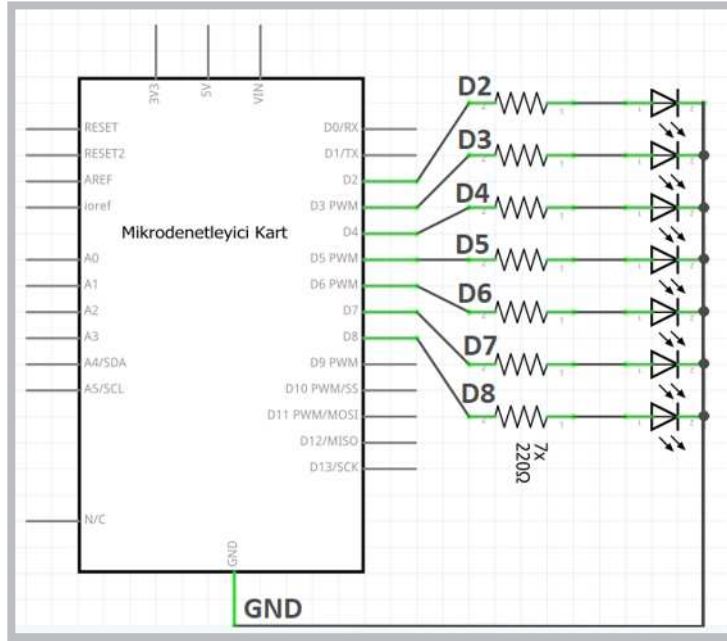 3V3
5V
VIN
RESET
RESET2
AREF
ioref
A0
A1
A2
A3
A4/SDA
A5/SCL
N/C
Mikrodenetleyici Kart
D0/RX
D1/TX
D2
D3 PWM
D4
D5 PWM
D6 PWM
D7
D8
D9 PWM
D10 PWM/SS
D11 PWM/MOSI
D12/MISO
D13/SCK
GND
GND
D2
D3
D4
D5
D6
D7
D8
7x
220Ω